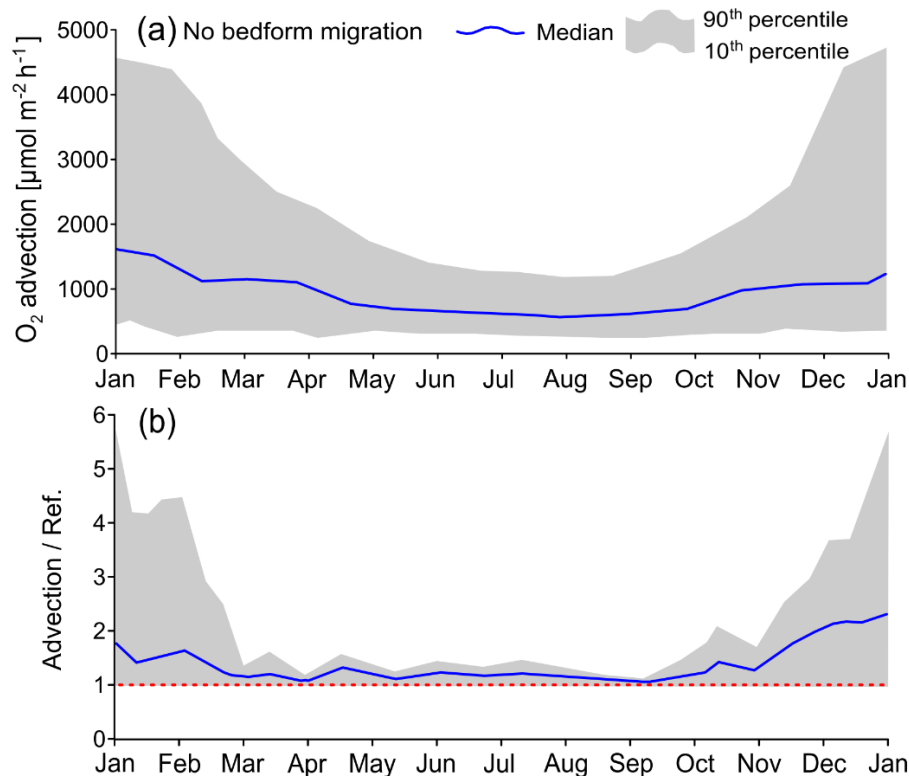 (a) No bedform migration
Median
90th percentile
10th percentile
O2 advection [µmol m-2 h-1]
5000
4000
3000
2000
1000
0
Jan Feb Mar Apr May Jun Jul Aug Sep Oct Nov Dec Jan
(b)
Advection / Ref.
6
5
4
3
2
1
0
Jan Feb Mar Apr May Jun Jul Aug Sep Oct Nov Dec Jan